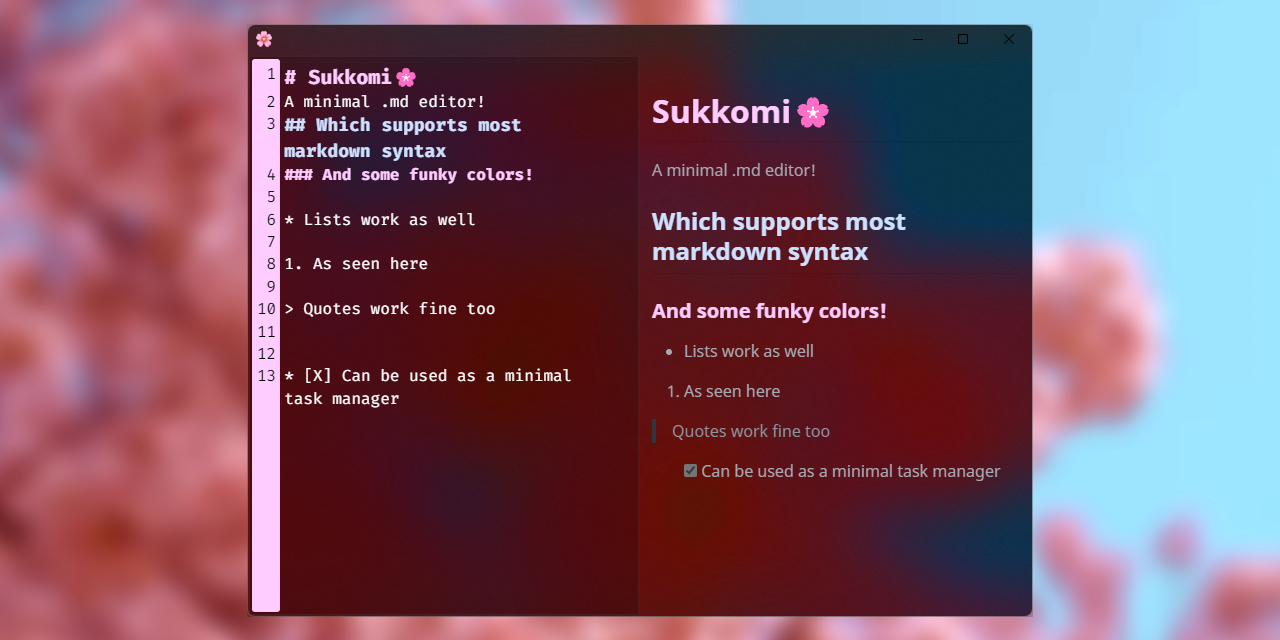 1 # Sukkomi🌸
2 A minimal .md editor!
3 ## Which supports most
markdown syntax
4 ### And some funky colors!
5
6 * Lists work as well
7
8 1. As seen here
9
10 > Quotes work fine too
11
12
13 * [X] Can be used as a minimal
task manager
Sukkomi🌸
A minimal .md editor!
Which supports most
markdown syntax
And some funky colors!
• Lists work as well
1. As seen here
Quotes work fine too
☑ Can be used as a minimal task manager